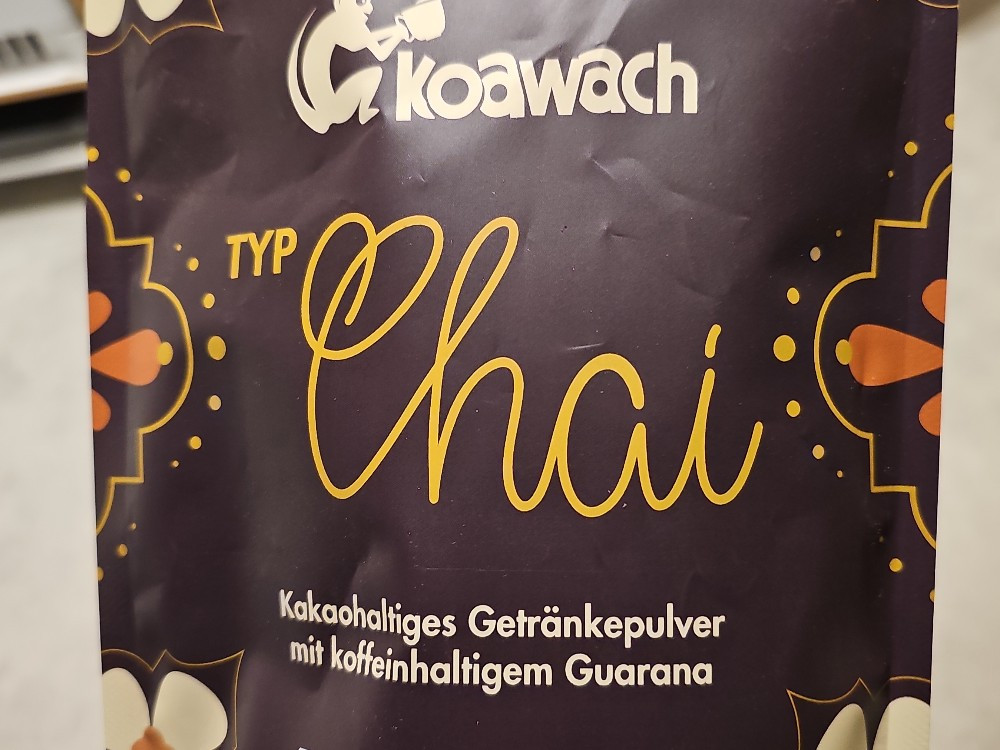 koawach
TYP
Chai
Kakaohaltiges Getränkepulver
mit koffeinhaltigem Guarana